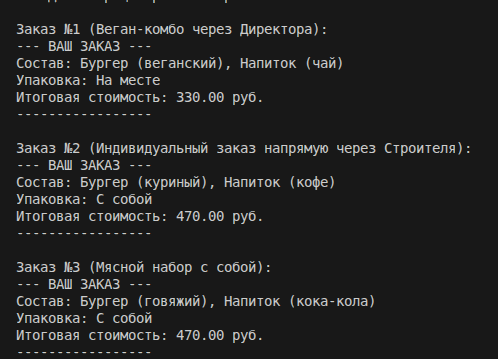 Заказ №1 (Веган-комбо через Директора):
--- ВАШ ЗАКАЗ ---
Состав: Бургер (веганский), Напиток (чай)
Упаковка: На месте
Итоговая стоимость: 330.00 руб.
-----------------
Заказ №2 (Индивидуальный заказ напрямую через Строителя):
--- ВАШ ЗАКАЗ ---
Состав: Бургер (куриный), Напиток (кофе)
Упаковка: С собой
Итоговая стоимость: 470.00 руб.
-----------------
Заказ №3 (Мясной набор с собой):
--- ВАШ ЗАКАЗ ---
Состав: Бургер (говяжий), Напиток (кока-кола)
Упаковка: С собой
Итоговая стоимость: 470.00 руб.
-----------------